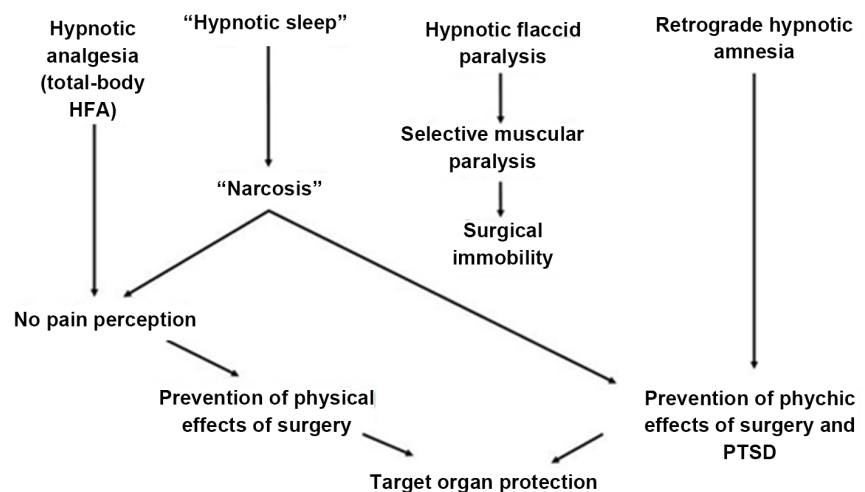 Hypnotic
analgesia
(total-body
HFA)
“Hypnotic sleep”
Hypnotic flaccid
paralysis
Retrograde hypnotic
amnesia
Selective muscular
paralysis
“Narcosis”
Surgical
immobility
No pain perception
Prevention of physical
effects of surgery
Prevention of phychic
effects of surgery and
PTSD
Target organ protection